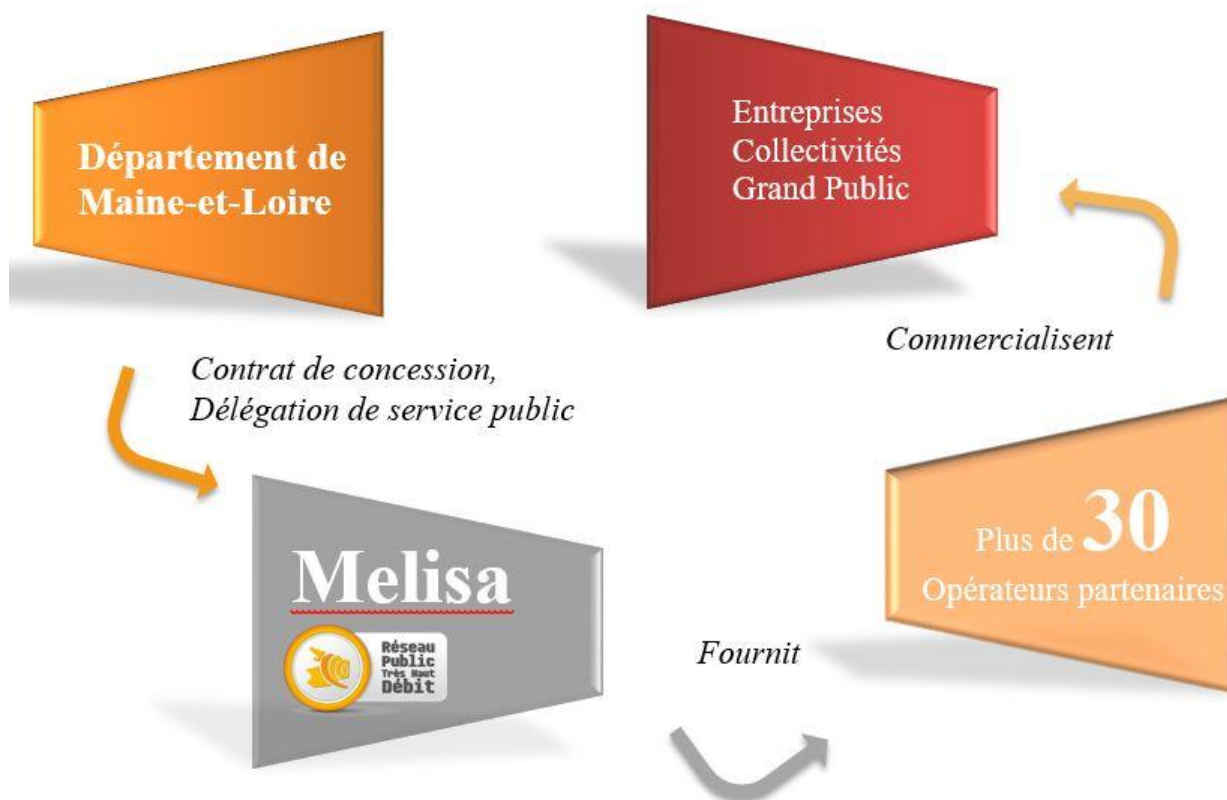 Département de
Maine-et-Loire
Entreprises
Collectivités
Grand Public
Commercialisent
Contrat de concession,
Délégation de service public
Melisa
Réseau
Public
Très Haut
Débit
Fournit
Plus de 30
Opérateurs partenaires